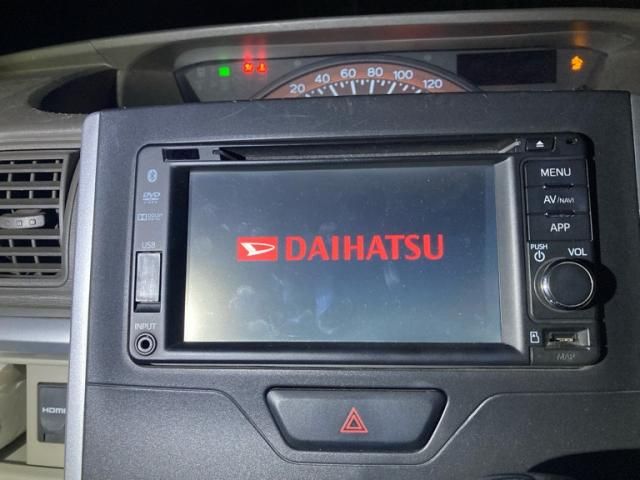 20 40 60 80 100 120
MENU
DVD
AV/NAVI
APP
USB
DAIHATSU
PUSH
VOL
INPUT
MAP
HDMI